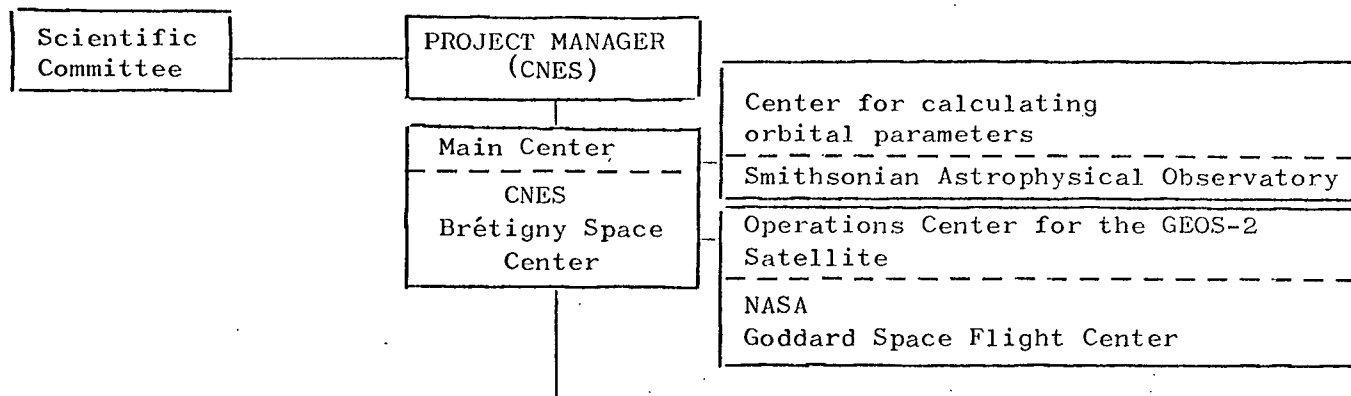 Scientific
Committee
PROJECT MANAGER
(CNES)
Main Center
CNES
Brétigny Space
Center
Center for calculating
orbital parameters
Smithsonian Astrophysical Observatory
Operations Center for the GEOS-2
Satellite
NASA
Goddard Space Flight Center